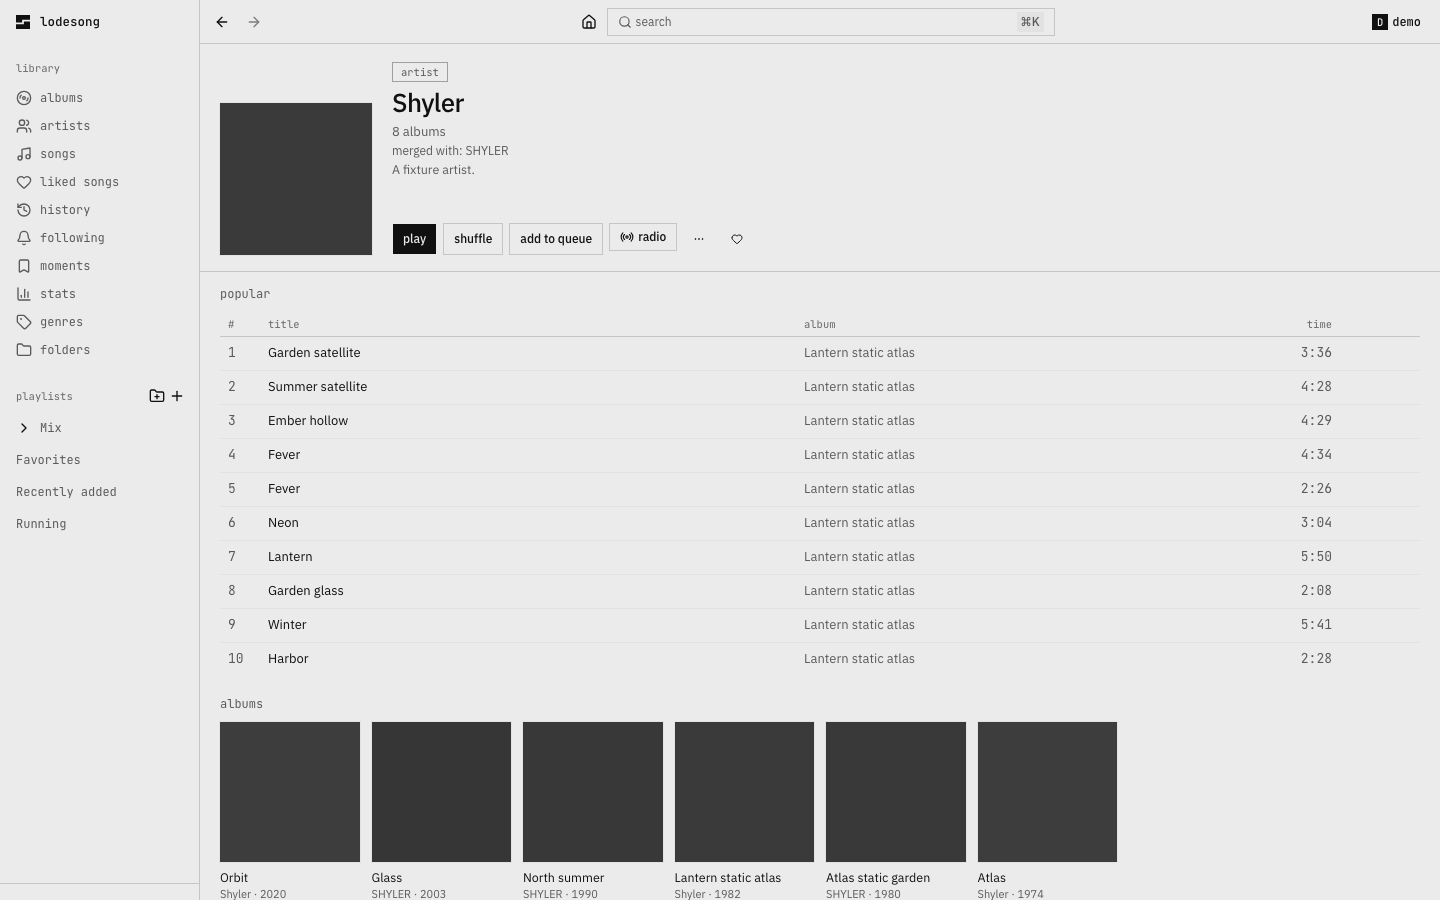 lodesong
search
⌘K
D
demo
library
albums
artists
songs
liked songs
history
following
moments
stats
genres
folders
playlists
Mix
Favorites
Recently added
Running
artist
Shyler
8 albums
merged with: SHYLER
A fixture artist.
play
shuffle
add to queue
radio
...
popular
# title album time
1 Garden satellite Lantern static atlas 3:36
2 Summer satellite Lantern static atlas 4:28
3 Ember hollow Lantern static atlas 4:29
4 Fever Lantern static atlas 4:34
5 Fever Lantern static atlas 2:26
6 Neon Lantern static atlas 3:04
7 Lantern Lantern static atlas 5:50
8 Garden glass Lantern static atlas 2:08
9 Winter Lantern static atlas 5:41
10 Harbor Lantern static atlas 2:28
albums
Orbit
Shyler · 2020
Glass
SHYLER · 2003
North summer
SHYLER · 1990
Lantern static atlas
Shyler · 1982
Atlas static garden
SHYLER · 1980
Atlas
Shyler · 1974